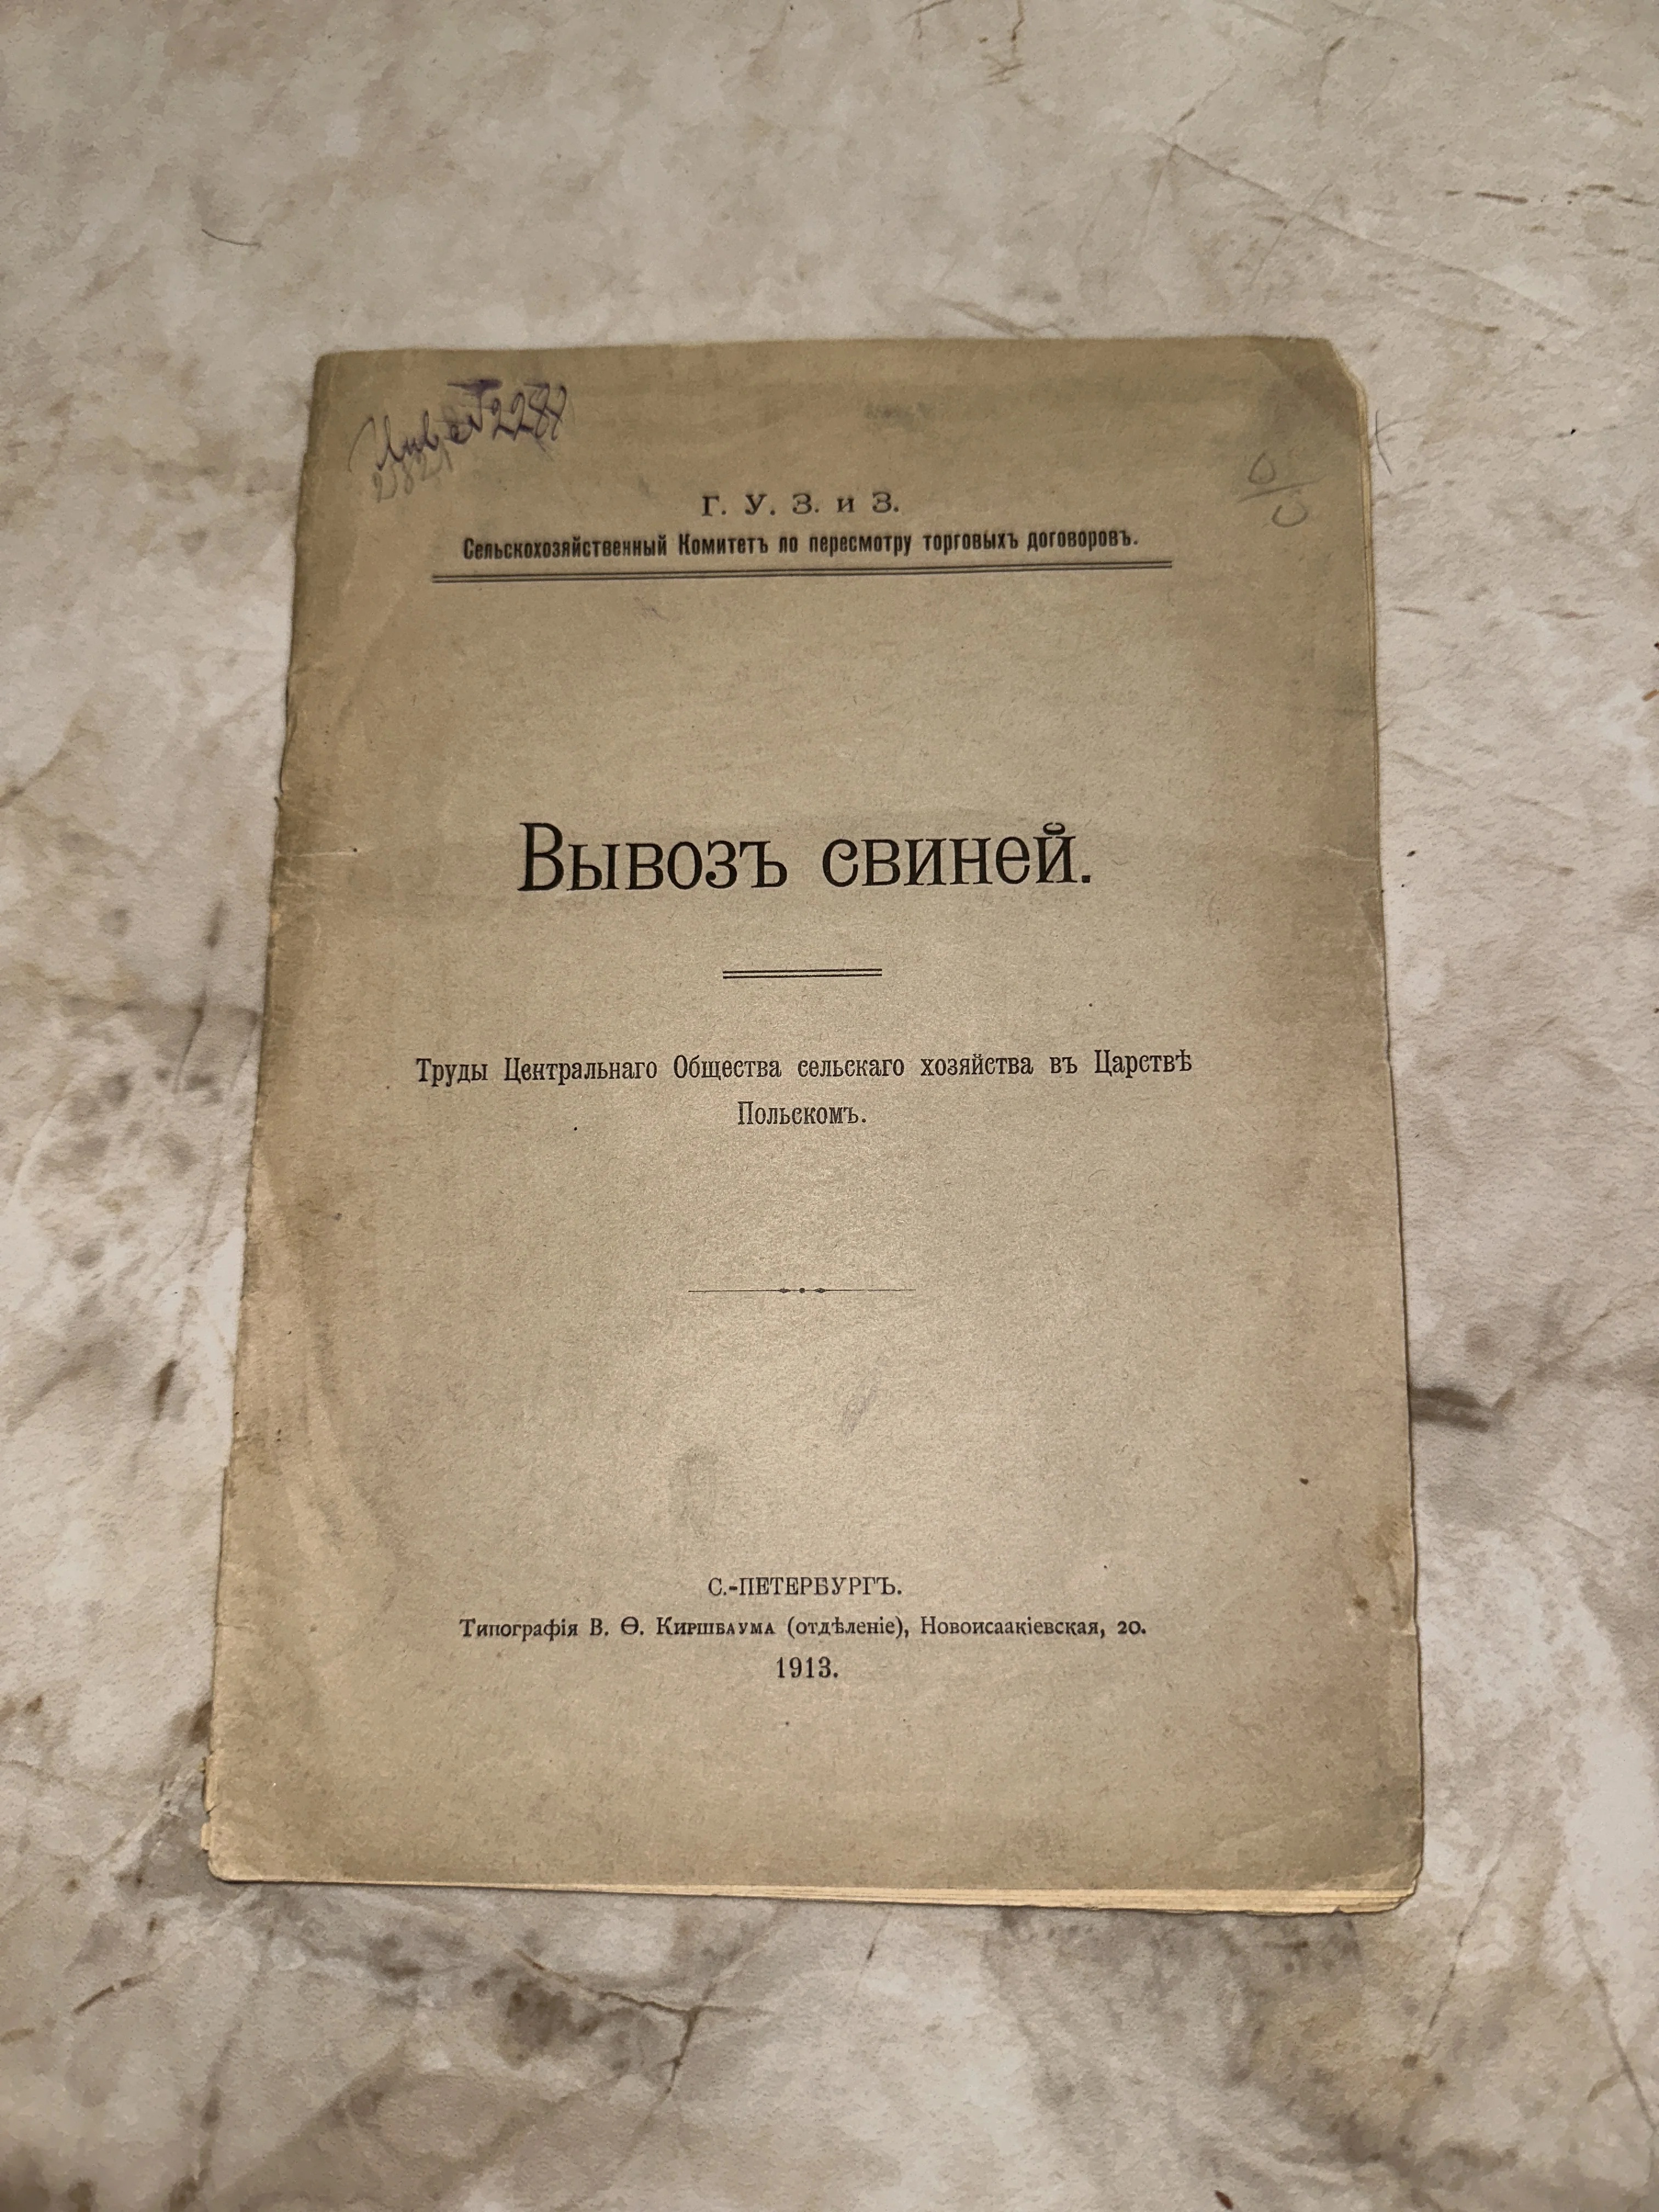 Г. У. З. и З.
Сельскохозяйственный Комитетъ по пересмотру торговыхъ договоровъ.
Вывозъ свиней.
Труды Центральнаго Общества сельскаго хозяйства въ Царствѣ
Польскомъ.
С.-ПЕТЕРБУРГЪ.
Типографія В. Ѳ. Киршбаума (отдѣленіе), Новоисаакіевская, 20.
1913.